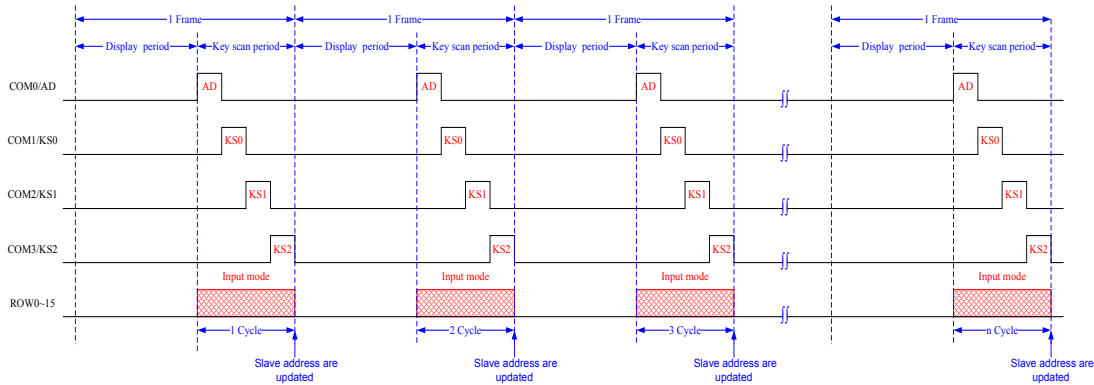 1 Frame 1 Frame 1 Frame 1 Frame
Display period Key scan period Display period Key scan period Display period Key scan period Display period Key scan period
COM0/AD AD AD AD AD
COM1/KS0 KS0 KS0 KS0 KS0
COM2/KS1 KS1 KS1 KS1 KS1
COM3/KS2 KS2 KS2 KS2 KS2
Input mode Input mode Input mode Input mode
ROW0~15
1 Cycle 2 Cycle 3 Cycle n Cycle
Slave address are Slave address are Slave address are Slave address are
updated updated updated updated